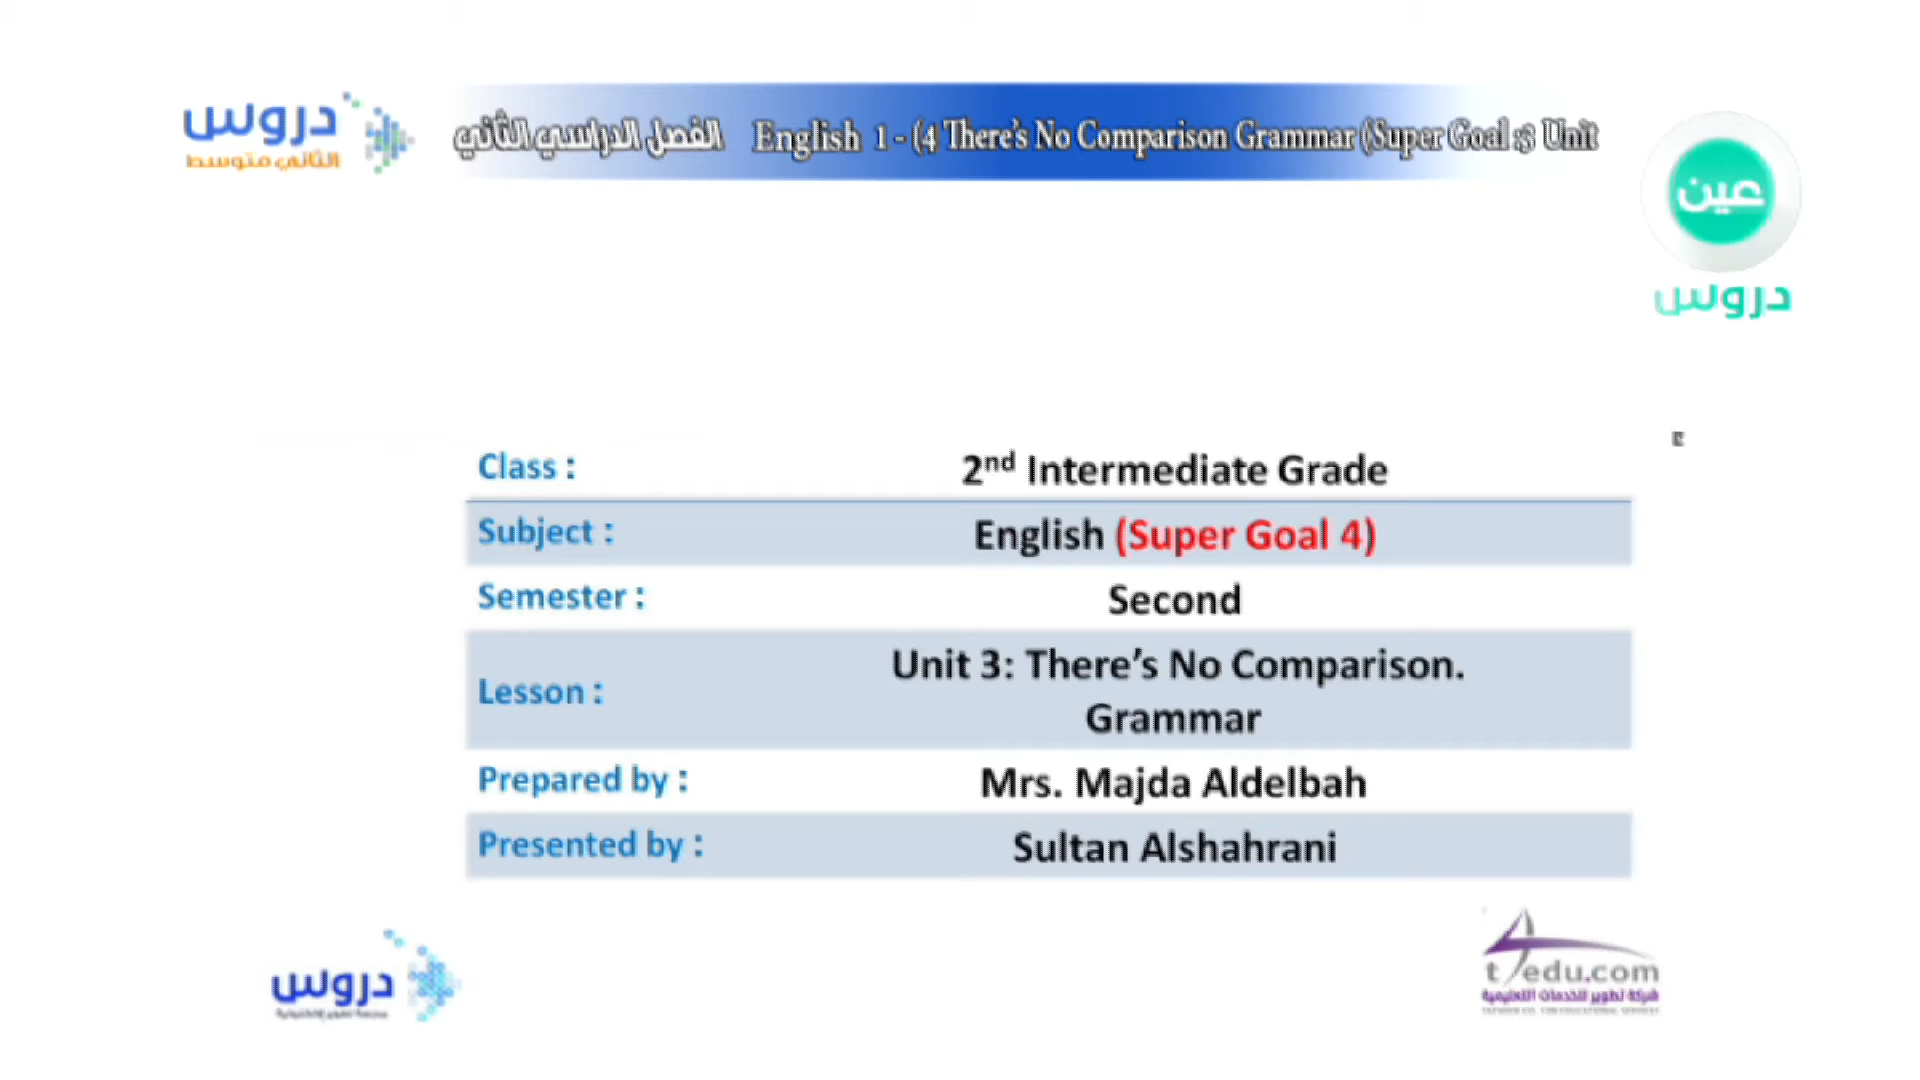 دروس
الثاني متوسط
الفصل الدراسي الثاني English 1 - (4 There's No Comparison Grammar (Super Goal :3 Unit
عين
دروس
Class : 2nd Intermediate Grade
Subject : English (Super Goal 4)
Semester : Second
Lesson : Unit 3: There's No Comparison.
Grammar
Prepared by : Mrs. Majda Aldelbah
Presented by : Sultan Alshahrani
دروس
t4edu.com
شركة تطوير للخدمات التعليمية